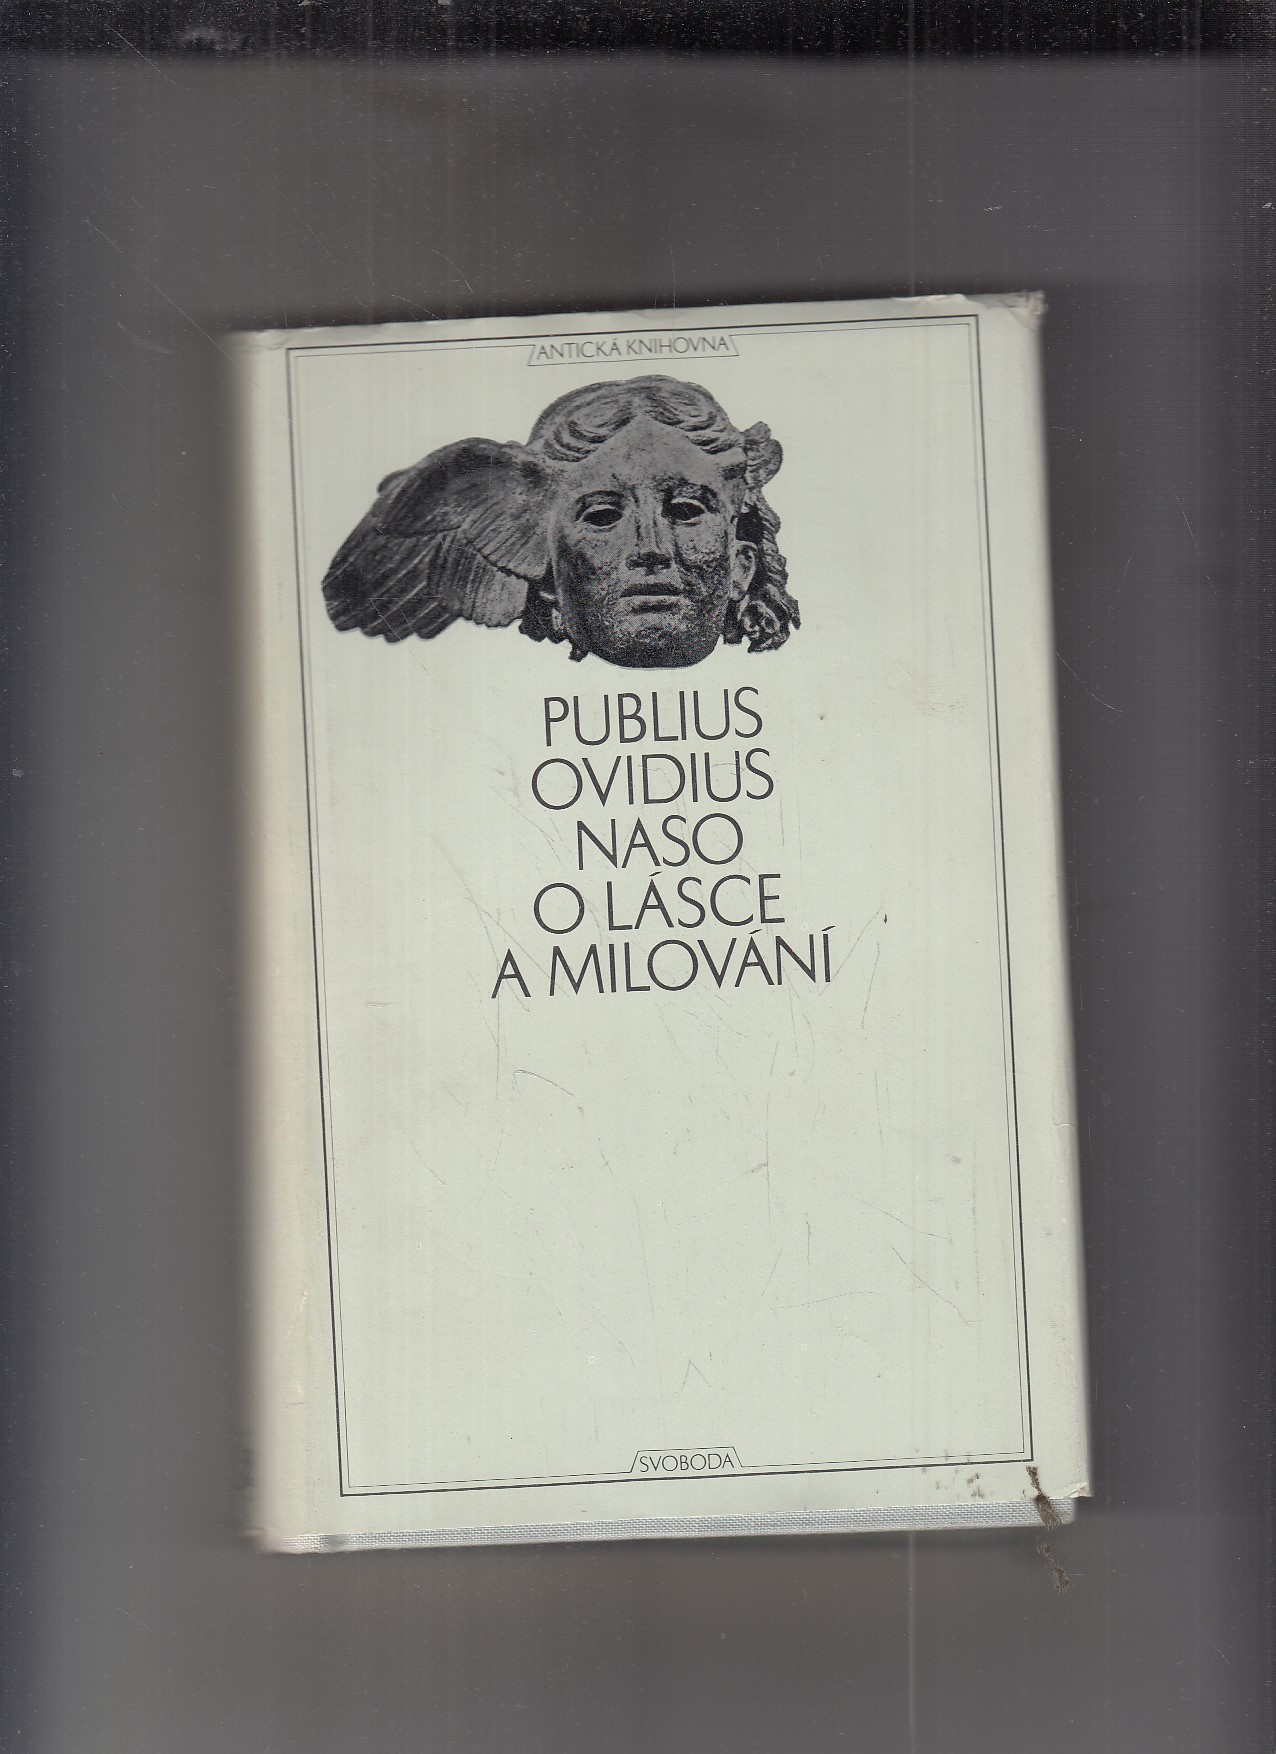 ANTICKÁ KNIHOVNA
PUBLIUS
OVIDIUS
NASO
O LÁSCE
A MILOVÁNÍ
SVOBODA